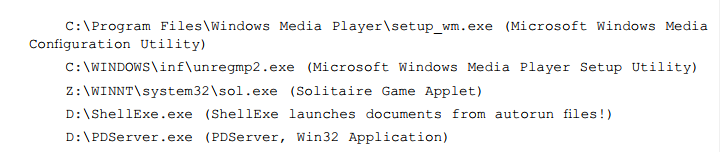 C:\Program Files\Windows Media Player\setup_wm.exe (Microsoft Windows Media
Configuration Utility)
C:\WINDOWS\inf\unregmp2.exe (Microsoft Windows Media Player Setup Utility)
Z:\WINNT\system32\sol.exe (Solitaire Game Applet)
D:\ShellExe.exe (ShellExe launches documents from autorun files!)
D:\PDServer.exe (PDServer, Win32 Application)